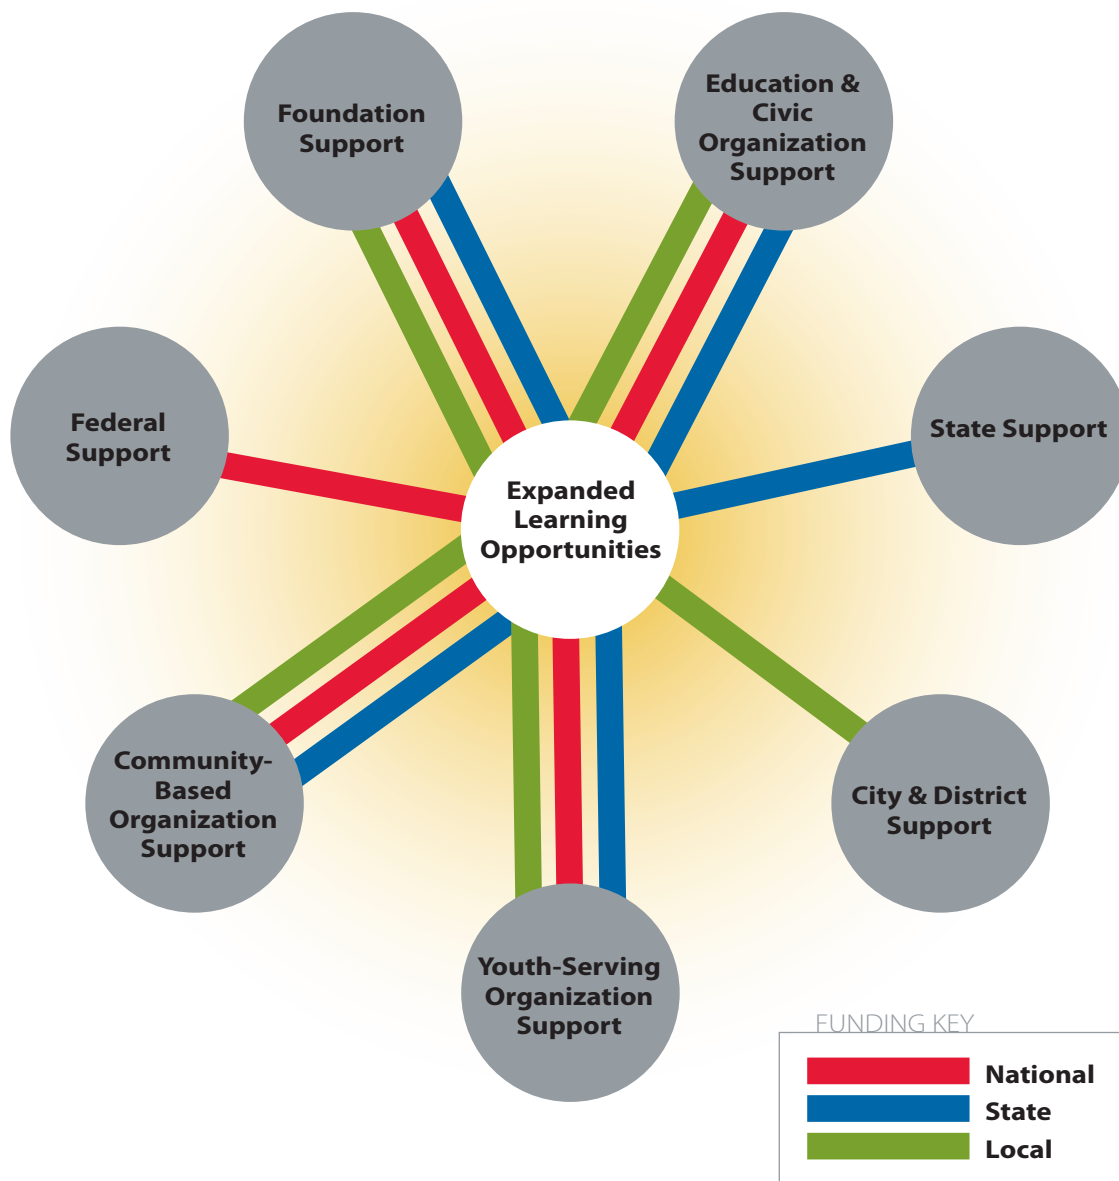 Foundation
Support
Education &
Civic
Organization
Support
Federal
Support
State Support
Expanded
Learning
Opportunities
Community-
Based
Organization
Support
City & District
Support
Youth-Serving
Organization
Support
FUNDING KEY
National
State
Local